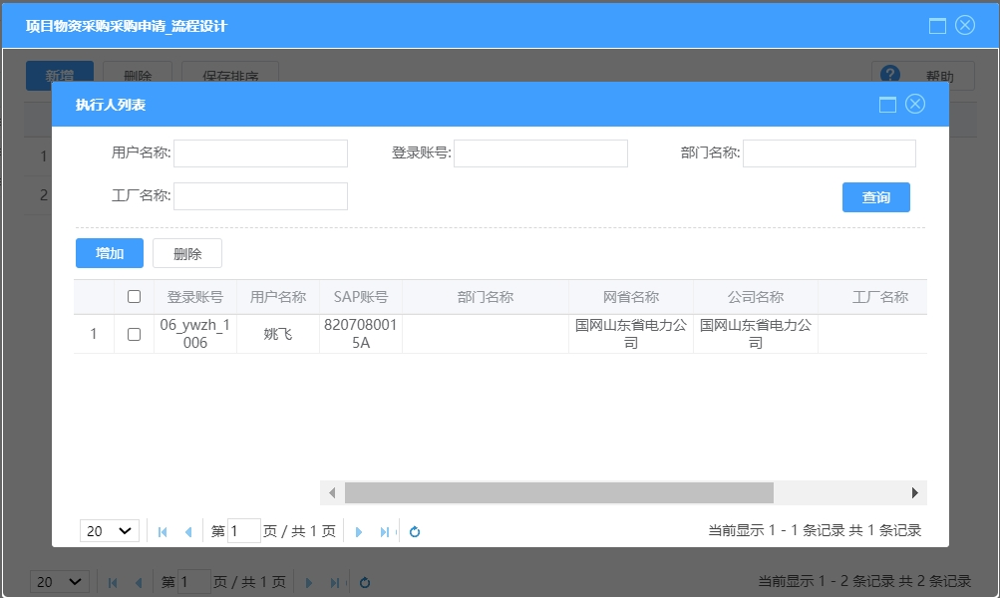 项目物资采购采购申请_流程设计
新增 删除 保存排序 帮助
执行人列表
用户名称: 登录账号: 部门名称:
工厂名称: 查询
增加 删除
登录账号 用户名称 SAP账号 部门名称 网省名称 公司名称 工厂名称
1 06_ywzh_1006 姚飞 8207080015A 国网山东省电力公司 国网山东省电力公司
1
2
20 第 1 页 / 共 1 页 当前显示 1 - 1 条记录 共 1 条记录
20 第 1 页 / 共 1 页 当前显示 1 - 2 条记录 共 2 条记录